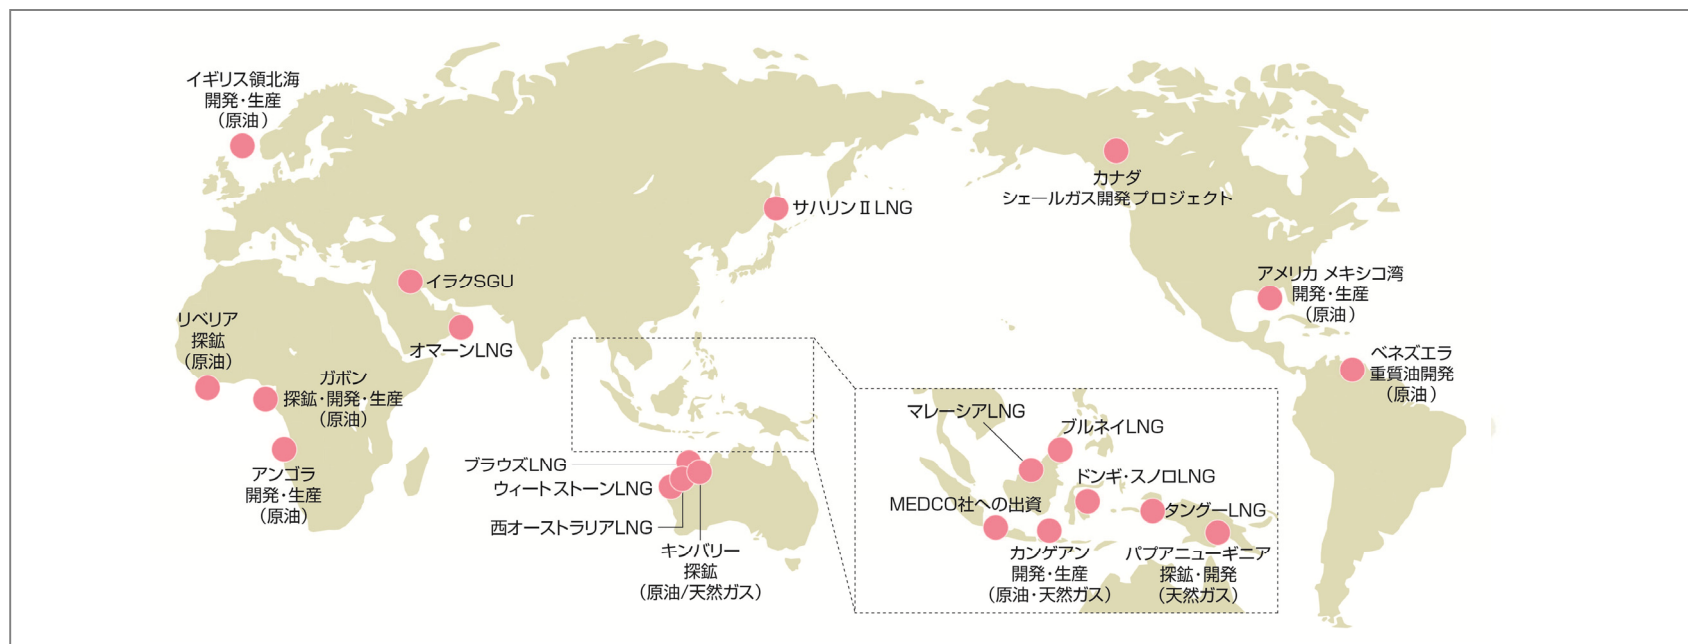 イギリス領北海
開発・生産
（原油）
カナダ
シェールガス開発プロジェクト
サハリンⅡLNG
イラクSGU
アメリカ メキシコ湾
開発・生産
（原油）
リベリア
探鉱
（原油）
オマーンLNG
ベネズエラ
重質油開発
（原油）
ガボン
探鉱・開発・生産
（原油）
アンゴラ
開発・生産
（原油）
ブラウズLNG
ウィートストーンLNG
西オーストラリアLNG
キンバリー
探鉱
（原油/天然ガス）
マレーシアLNG
ブルネイLNG
ドンギ・スノロLNG
MEDCO社への出資
タングーLNG
カンゲアン
開発・生産
（原油・天然ガス）
パプアニューギニア
探鉱・開発
（天然ガス）